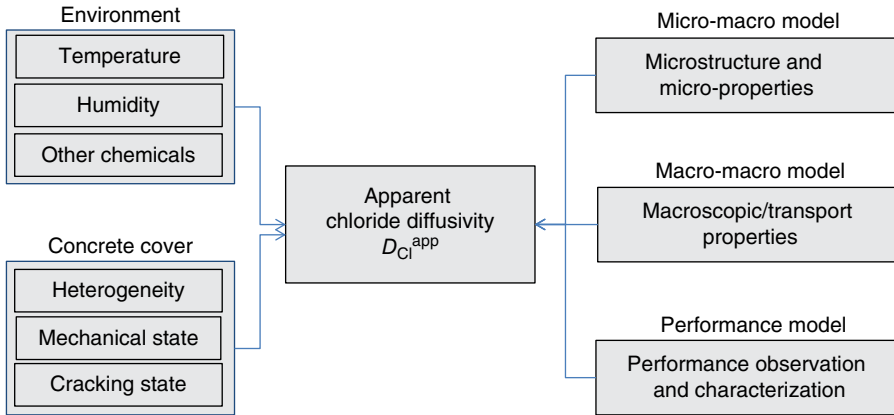 Environment
Temperature
Humidity
Other chemicals
Concrete cover
Heterogeneity
Mechanical state
Cracking state
Apparent
chloride diffusivity
D_Cl^app
Micro-macro model
Microstructure and
micro-properties
Macro-macro model
Macroscopic/transport
properties
Performance model
Performance observation
and characterization